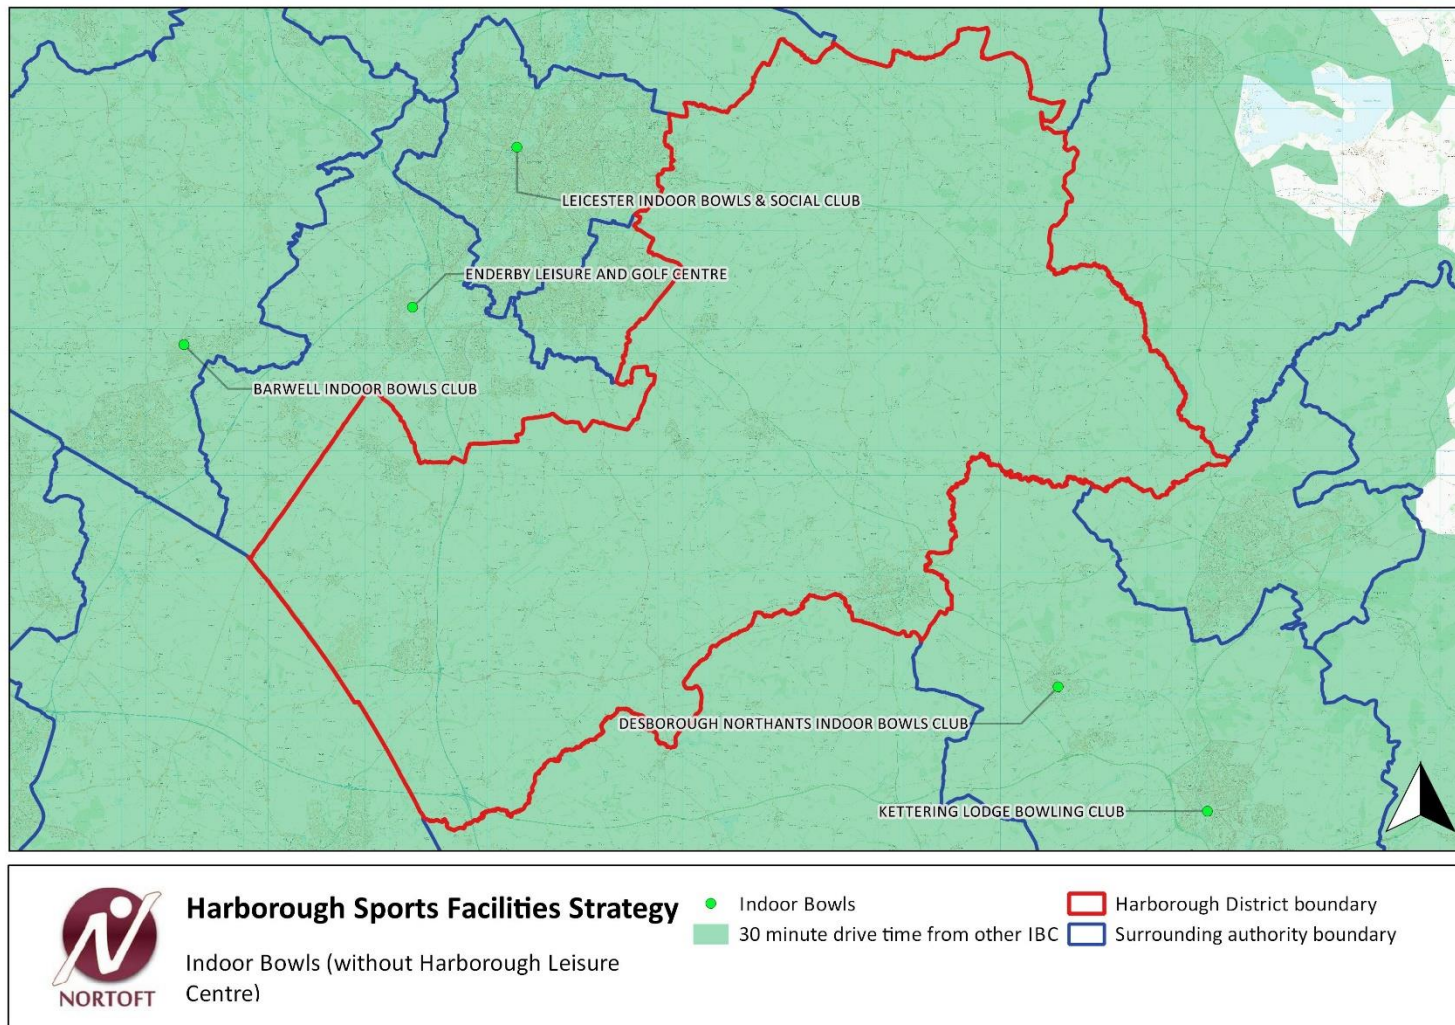 LEICESTER INDOOR BOWLS & SOCIAL CLUB
ENDERBY LEISURE AND GOLF CENTRE
BARWELL INDOOR BOWLS CLUB
DESBOROUGH NORTHANTS INDOOR BOWLS CLUB
KETTERING LODGE BOWLING CLUB
NORTOFT
Harborough Sports Facilities Strategy
Indoor Bowls (without Harborough Leisure
Centre)
Indoor Bowls
30 minute drive time from other IBC
Harborough District boundary
Surrounding authority boundary